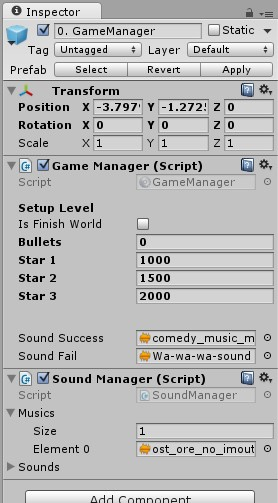 Inspector
0. GameManager Static
Tag Untagged Layer Default
Prefab Select Revert Apply
Transform
Position X -3.797 Y -1.272 Z 0
Rotation X 0 Y 0 Z 0
Scale X 1 Y 1 Z 1
Game Manager (Script)
Script GameManager
Setup Level
Is Finish World
Bullets 0
Star 1 1000
Star 2 1500
Star 3 2000
Sound Success comedy_music_m
Sound Fail Wa-wa-wa-sound
Sound Manager (Script)
Script SoundManager
Musics
Size 1
Element 0 ost_ore_no_imout
Sounds
Add Component